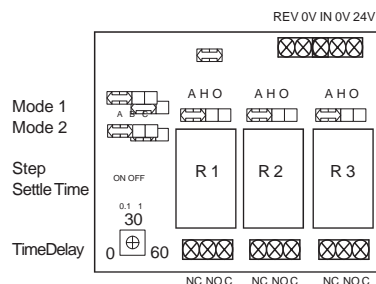 REV 0V IN 0V 24V
A H O A H O A H O
Mode 1
A B C
Mode 2
R 1 R 2 R 3
Step
ON OFF
Settle Time
0.1 1
30
TimeDelay
0 60
NC NO C NC NO C NC NO C